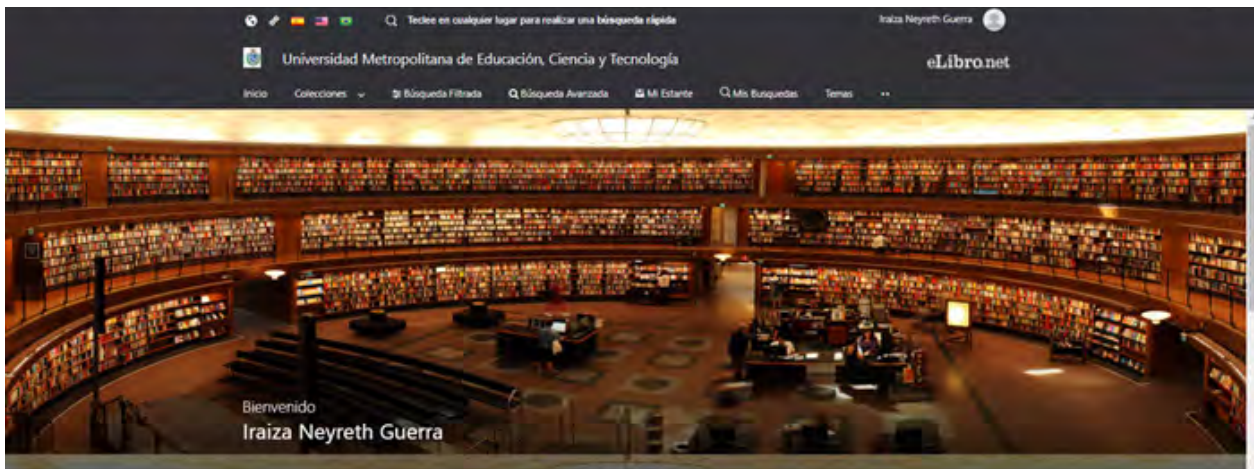 Teclee en cualquier lugar para realizar una búsqueda rápida
Iraiza Neyreth Guerra
Universidad Metropolitana de Educación, Ciencia y Tecnología
eLibro.net
Inicio Colecciones Búsqueda Filtrada Búsqueda Avanzada Mi Estante Mis Busquedas Temas
Bienvenido
Iraiza Neyreth Guerra